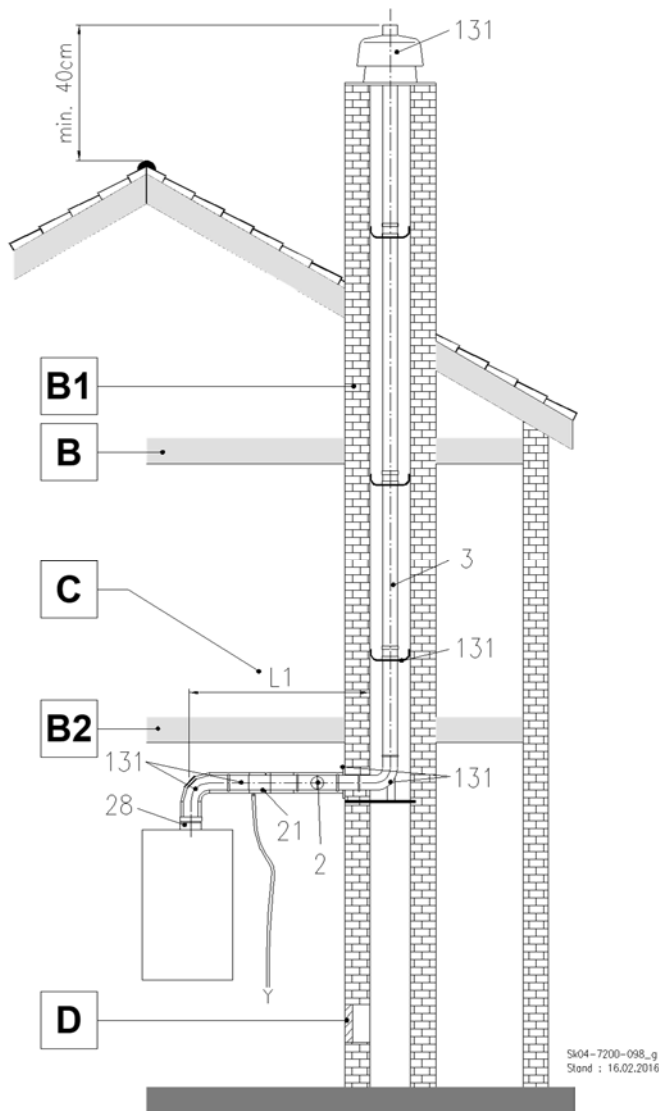 131
min. 40cm
B1
B
C
3
131
L1
B2
131
131
28
21
2
Y
D
Sk04-7200-098_g
Stand : 16.02.2016